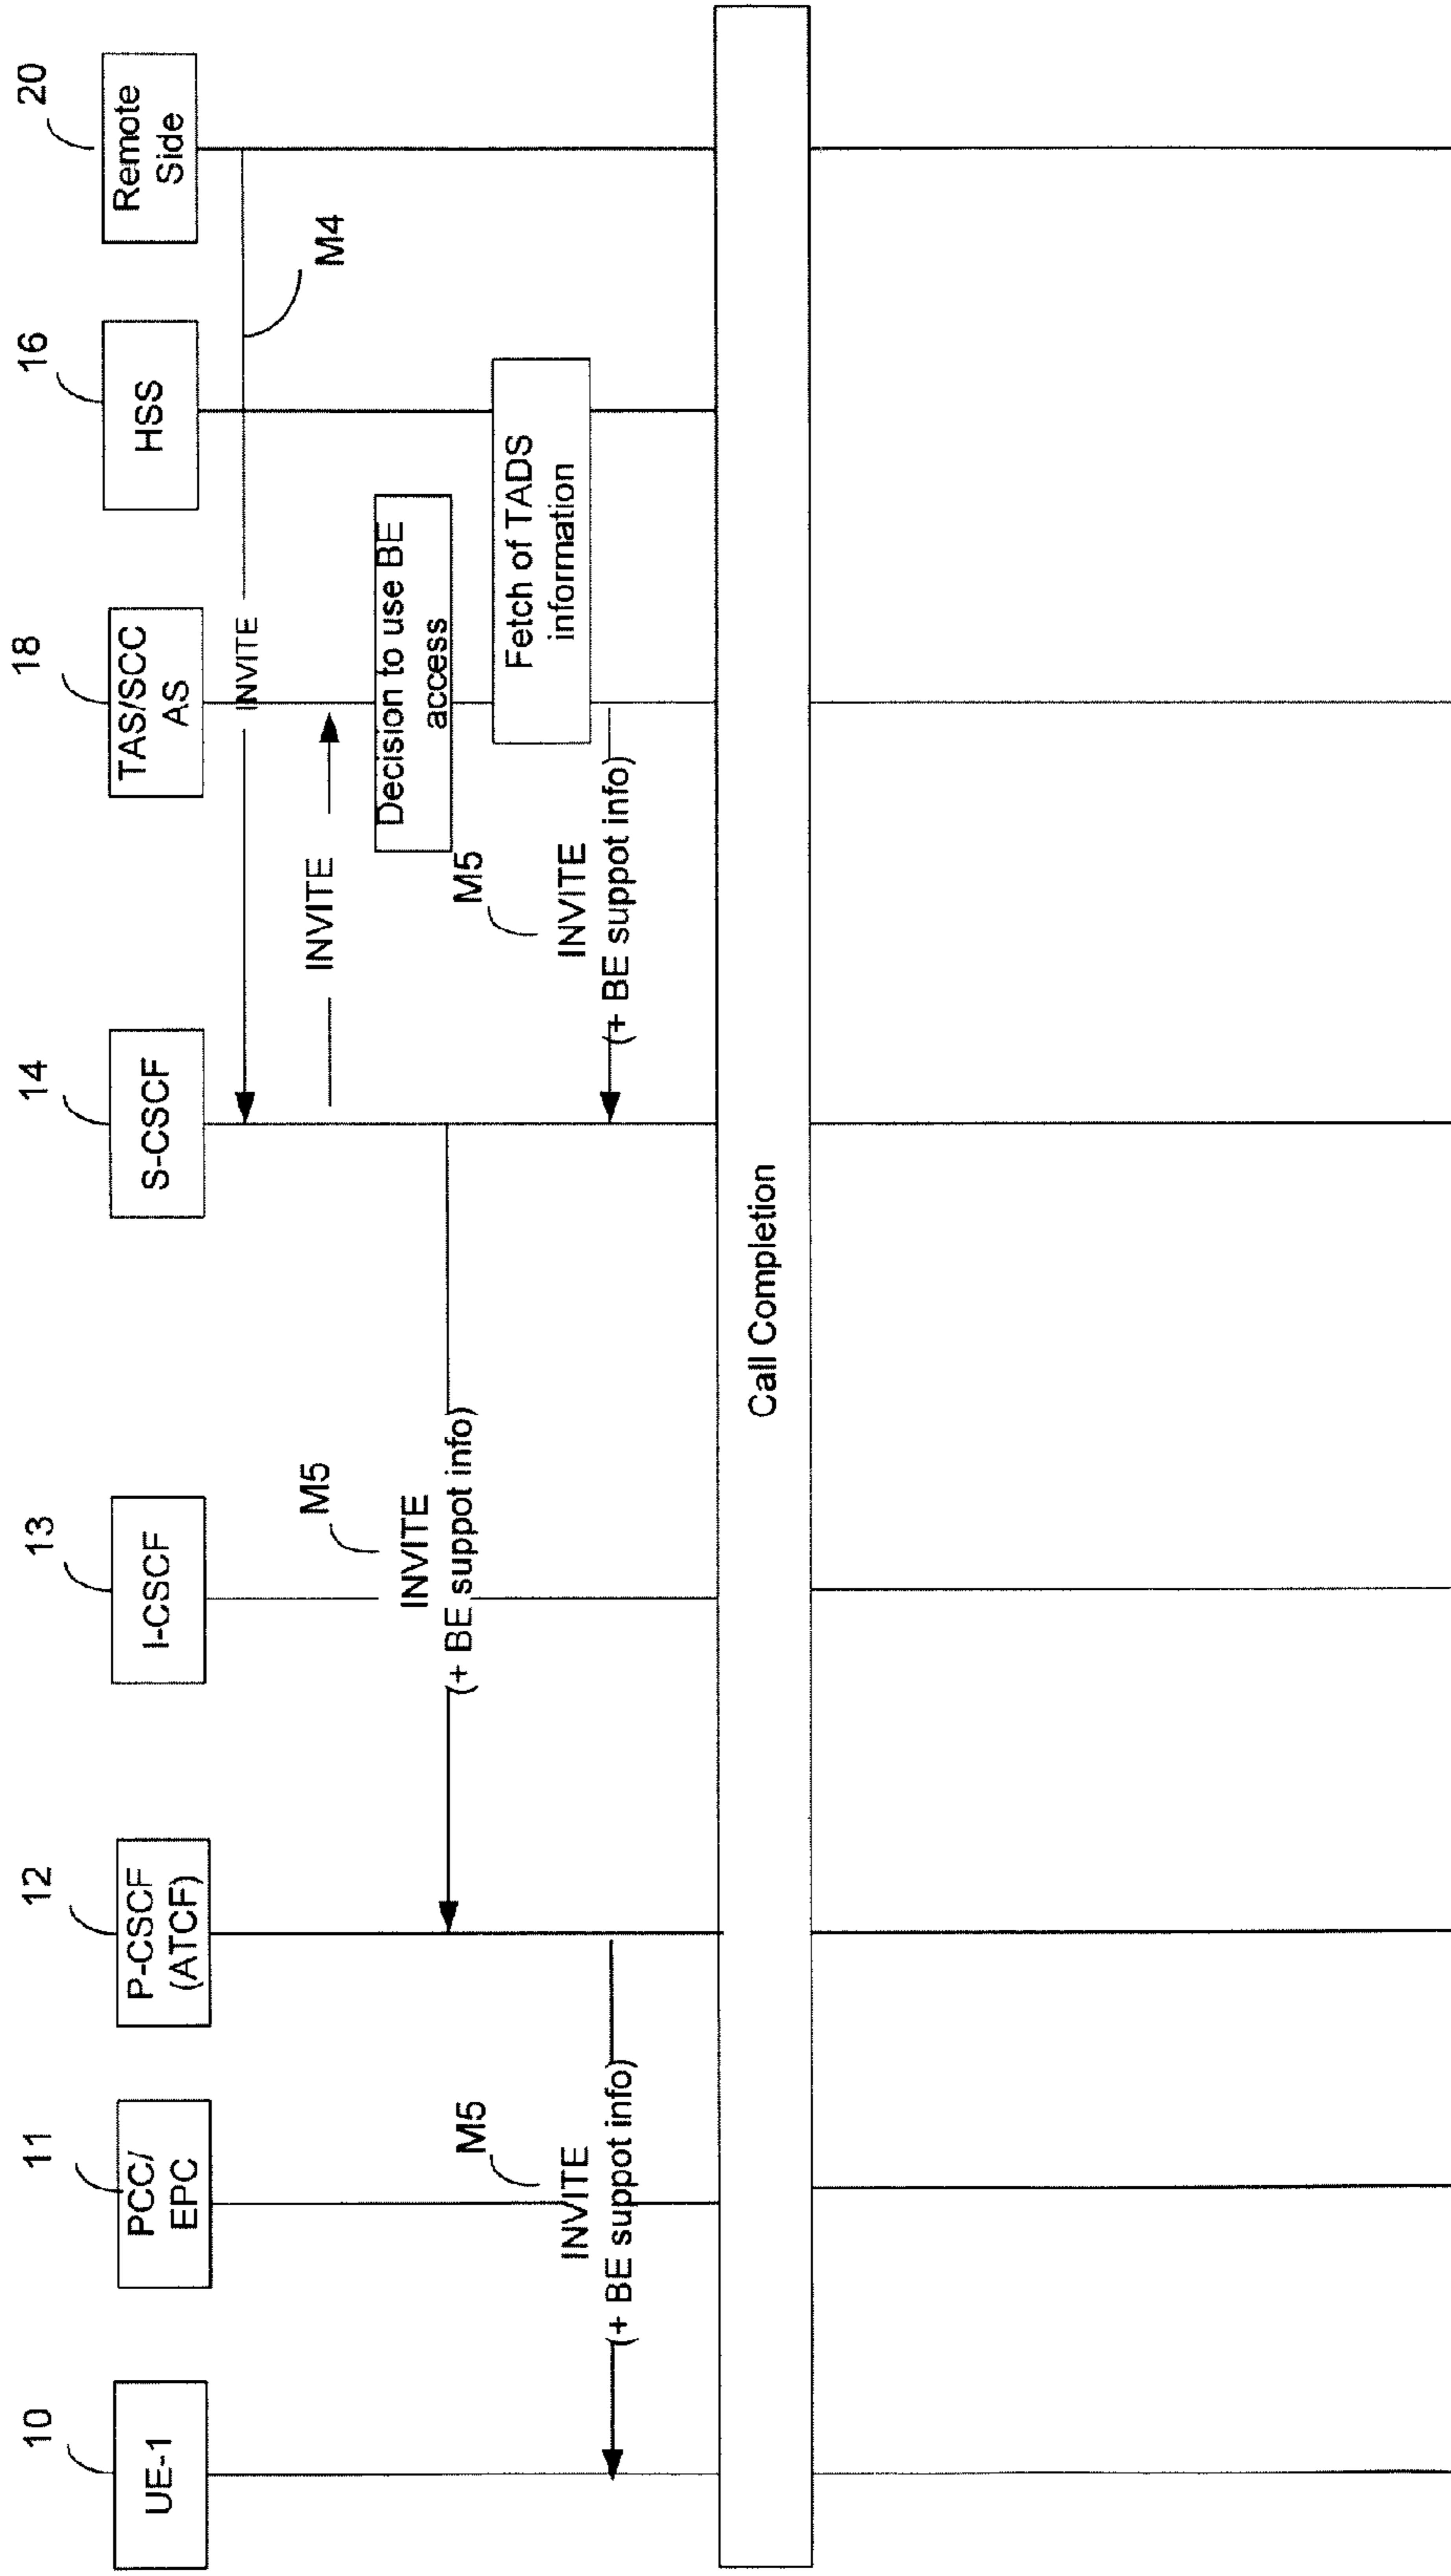 10
11
12
13
14
18
16
20
UE-1
PCC/
EPC
P-CSCF
(ATCF)
I-CSCF
S-CSCF
TAS/SCC
AS
HSS
Remote
Side
INVITE
M4
INVITE
Decision to use BE
access
M5
INVITE
(+ BE suppot info)
Fetch of TADS
information
M5
INVITE
(+ BE suppot info)
M5
INVITE
(+ BE suppot info)
Call Completion